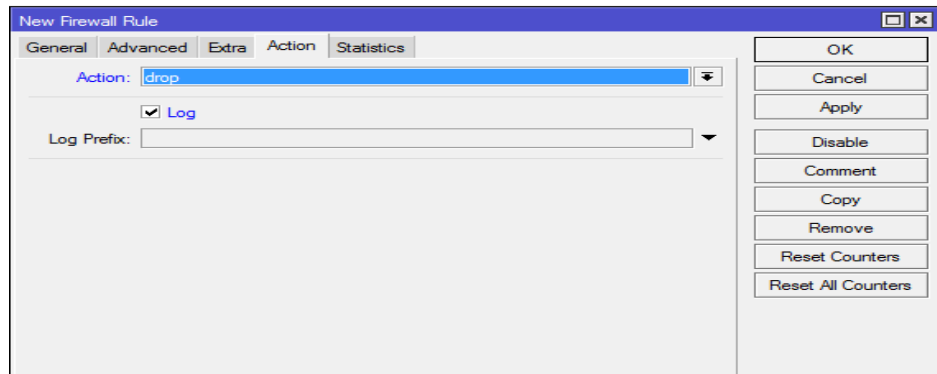 New Firewall Rule
General Advanced Extra Action Statistics
Action: drop
Log
Log Prefix:
OK
Cancel
Apply
Disable
Comment
Copy
Remove
Reset Counters
Reset All Counters